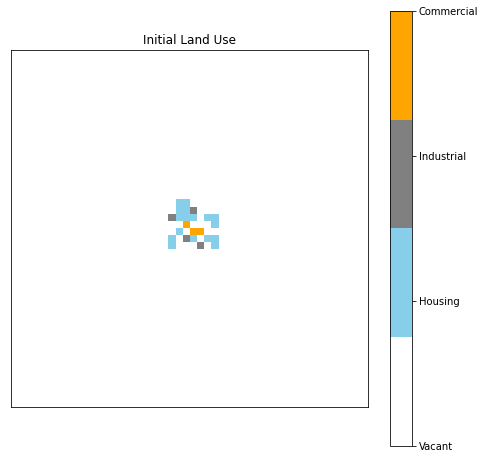 Initial Land Use
Commercial
Industrial
Housing
Vacant